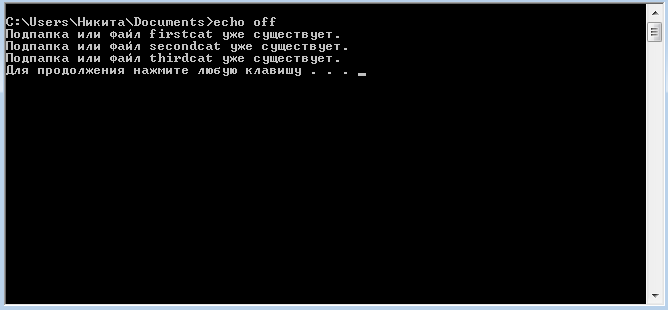 C:\Users\Никита\Documents>echo off
Подпапка или файл firstcat уже существует.
Подпапка или файл secondcat уже существует.
Подпапка или файл thirdcat уже существует.
Для продолжения нажмите любую клавишу . . .